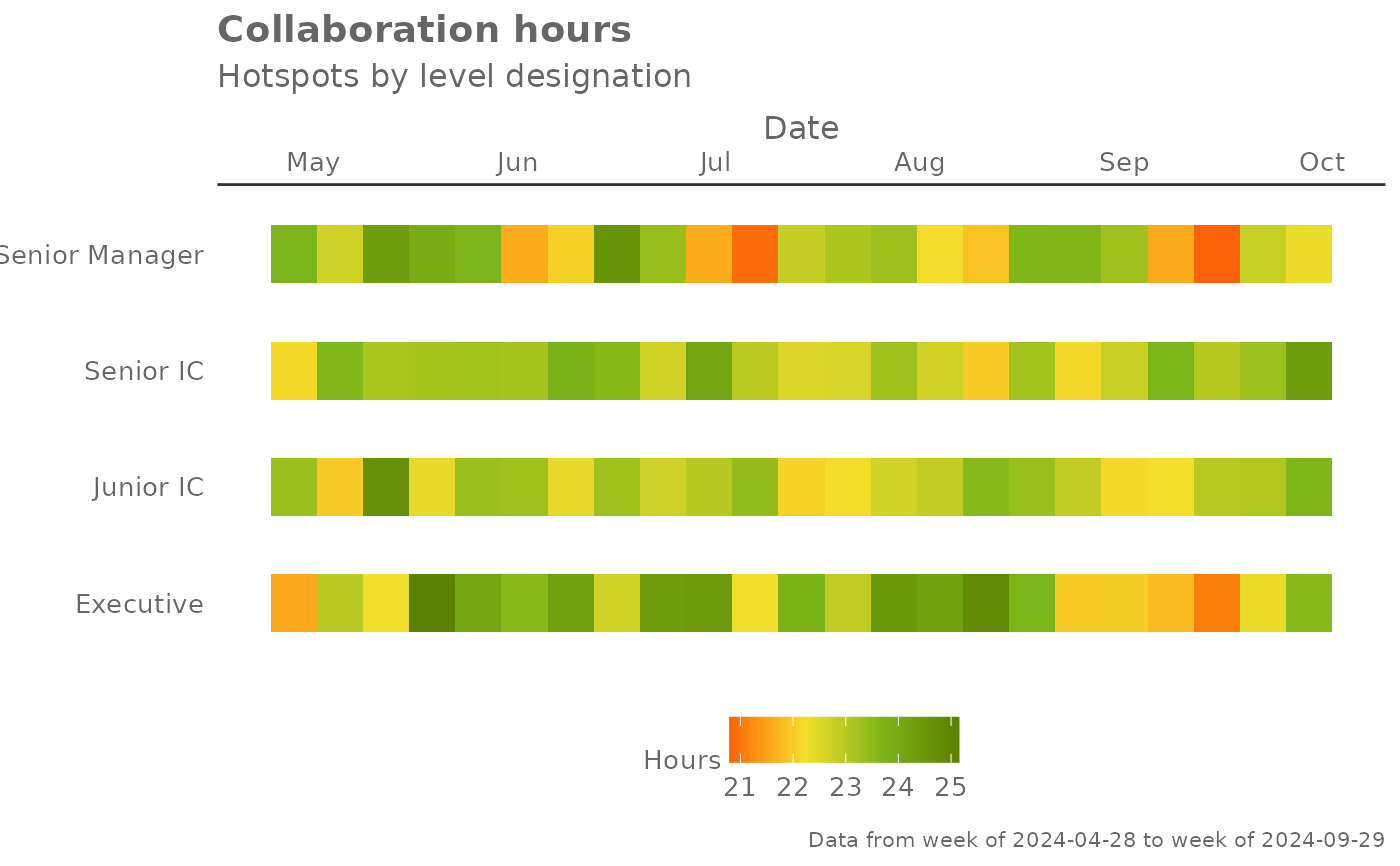 Collaboration hours
Hotspots by level designation
Date
May Jun Jul Aug Sep Oct
Senior Manager
Senior IC
Junior IC
Executive
Hours
21 22 23 24 25
Data from week of 2024-04-28 to week of 2024-09-29